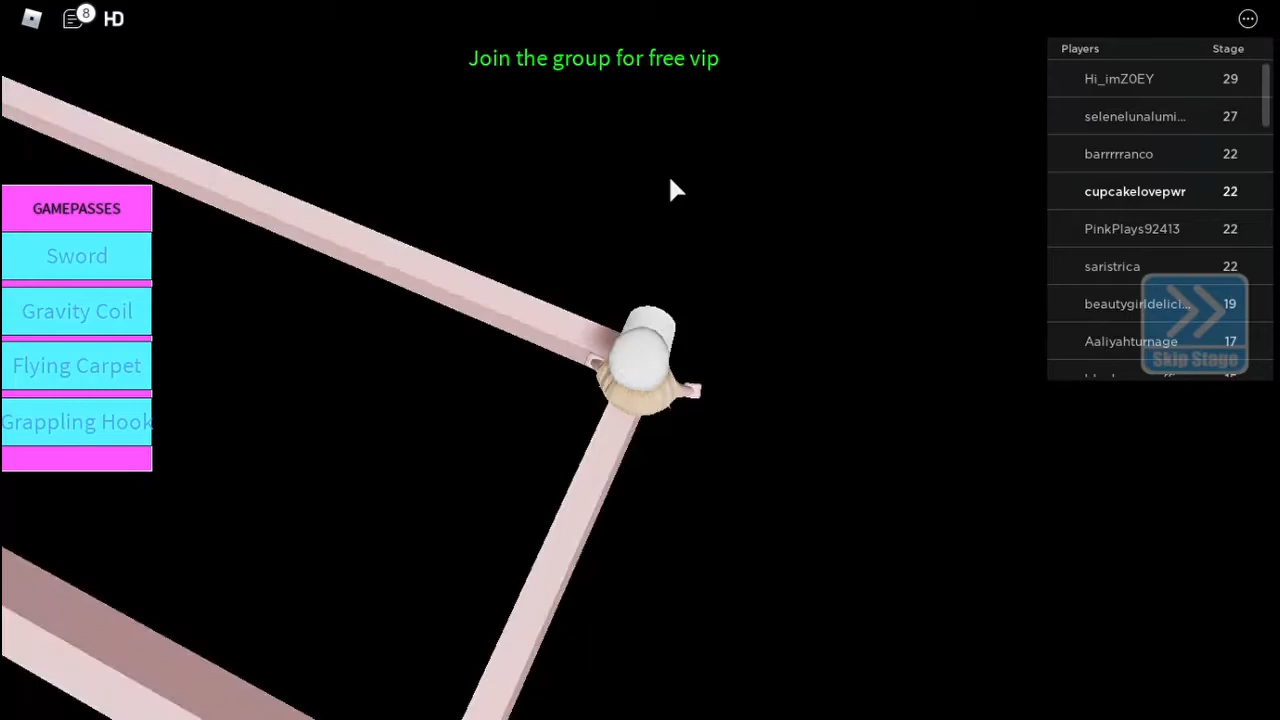 8
HD
Join the group for free vip
Players Stage
Hi_imZ0EY 29
selenelunalumi... 27
barrrrranco 22
cupcakelovepwr 22
PinkPlays92413 22
saristrica 22
beautygirldelici... 19
Aaliyahturnage 17
Skip Stage
GAMEPASSES
Sword
Gravity Coil
Flying Carpet
Grappling Hook